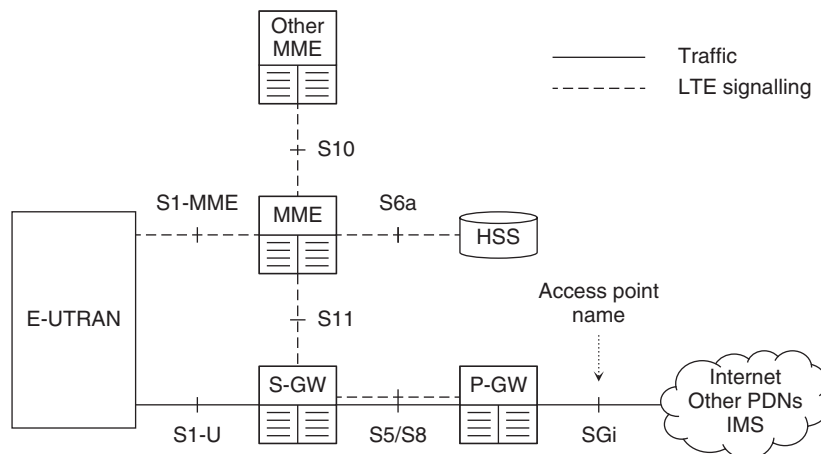 Other
MME
Traffic
LTE signalling
S10
S1-MME
MME
S6a
HSS
E-UTRAN
S11
Access point
name
S-GW
P-GW
Internet
Other PDNs
IMS
S1-U
S5/S8
SGi